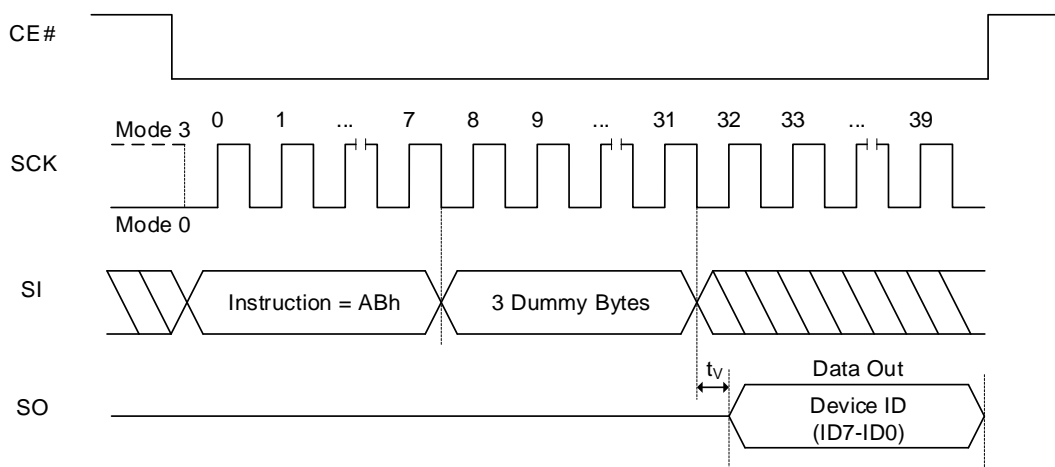 CE#
0 1 ... 7 8 9 ... 31 32 33 ... 39
Mode 3
SCK
Mode 0
SI
Instruction = ABh
3 Dummy Bytes
tV
Data Out
SO
Device ID
(ID7-ID0)